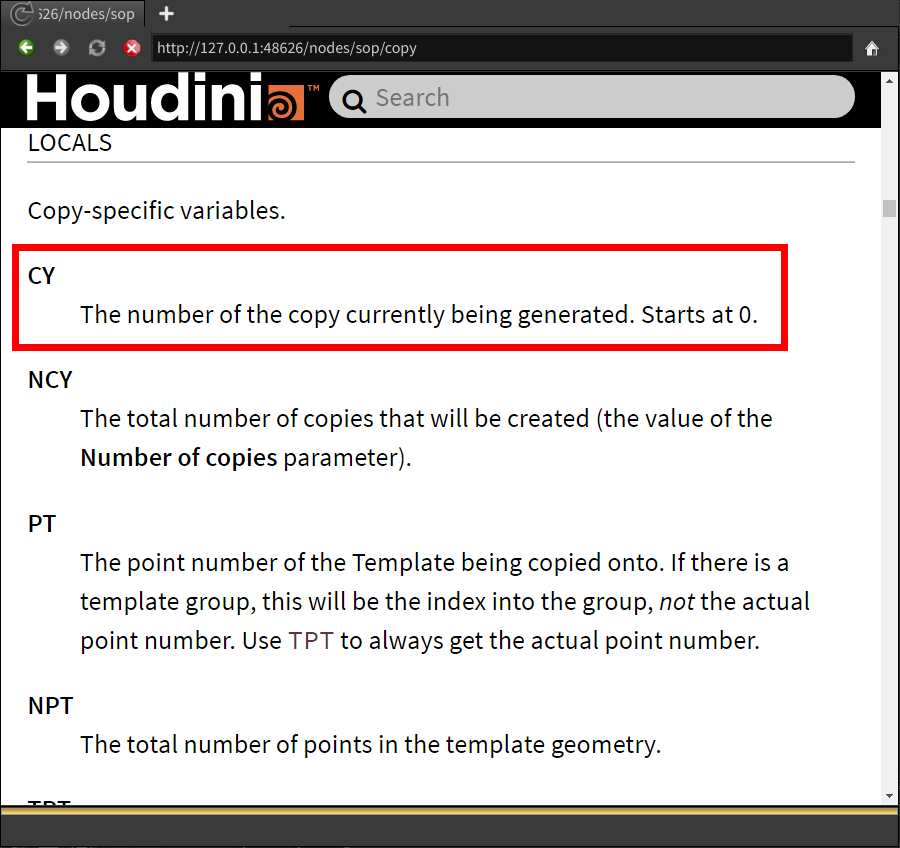 626/nodes/sop
http://127.0.0.1:48626/nodes/sop/copy
Houdini™
Search
LOCALS
Copy-specific variables.
CY
The number of the copy currently being generated. Starts at 0.
NCY
The total number of copies that will be created (the value of the
Number of copies parameter).
PT
The point number of the Template being copied onto. If there is a
template group, this will be the index into the group, not the actual
point number. Use TPT to always get the actual point number.
NPT
The total number of points in the template geometry.
TPT